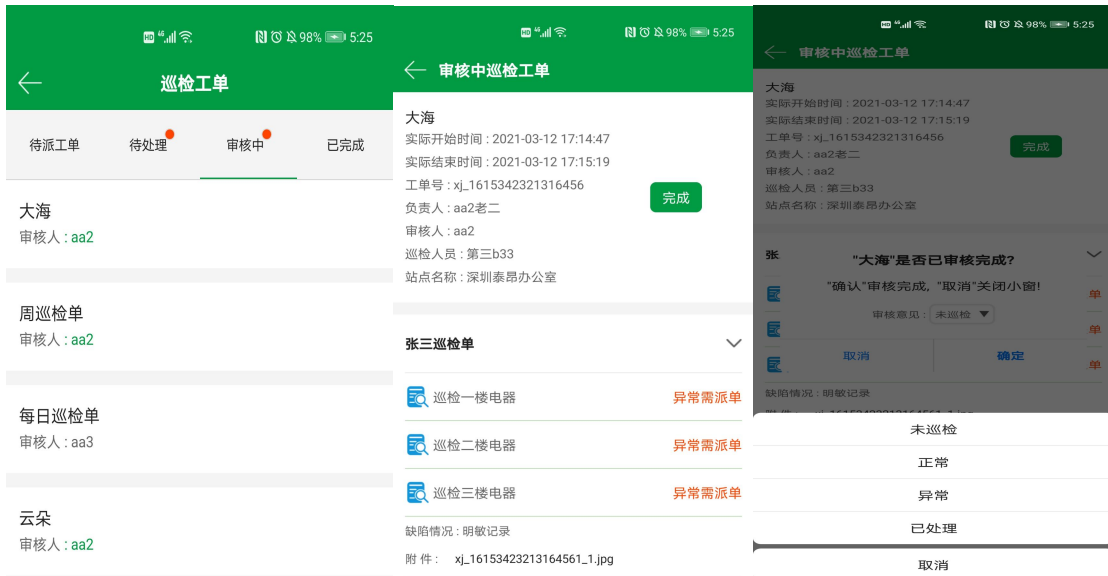 HD 4G 98% 5:25
巡检工单
待派工单 待处理 审核中 已完成
大海
审核人 : aa2
周巡检单
审核人 : aa2
每日巡检单
审核人 : aa3
云朵
审核人 : aa2
HD 4G 98% 5:25
审核中巡检工单
大海
实际开始时间 : 2021-03-12 17:14:47
实际结束时间 : 2021-03-12 17:15:19
工单号 : xj_1615342321316456
负责人 : aa2老二
审核人 : aa2
巡检人员 : 第三b33
站点名称 : 深圳泰昂办公室
完成
张三巡检单
巡检一楼电器 异常需派单
巡检二楼电器 异常需派单
巡检三楼电器 异常需派单
缺陷情况 : 明敏记录
附 件 : xj_16153423213164561_1.jpg
HD 4G 98% 5:25
审核中巡检工单
大海
实际开始时间 : 2021-03-12 17:14:47
实际结束时间 : 2021-03-12 17:15:19
工单号 : xj_1615342321316456
负责人 : aa2老二
审核人 : aa2
巡检人员 : 第三b33
站点名称 : 深圳泰昂办公室
完成
张
"大海"是否已审核完成?
"确认"审核完成, "取消"关闭小窗!
单
审核意见 : 未巡检 ▼
单
取消 确定
单
缺陷情况 : 明敏记录
未巡检
正常
异常
已处理
取消